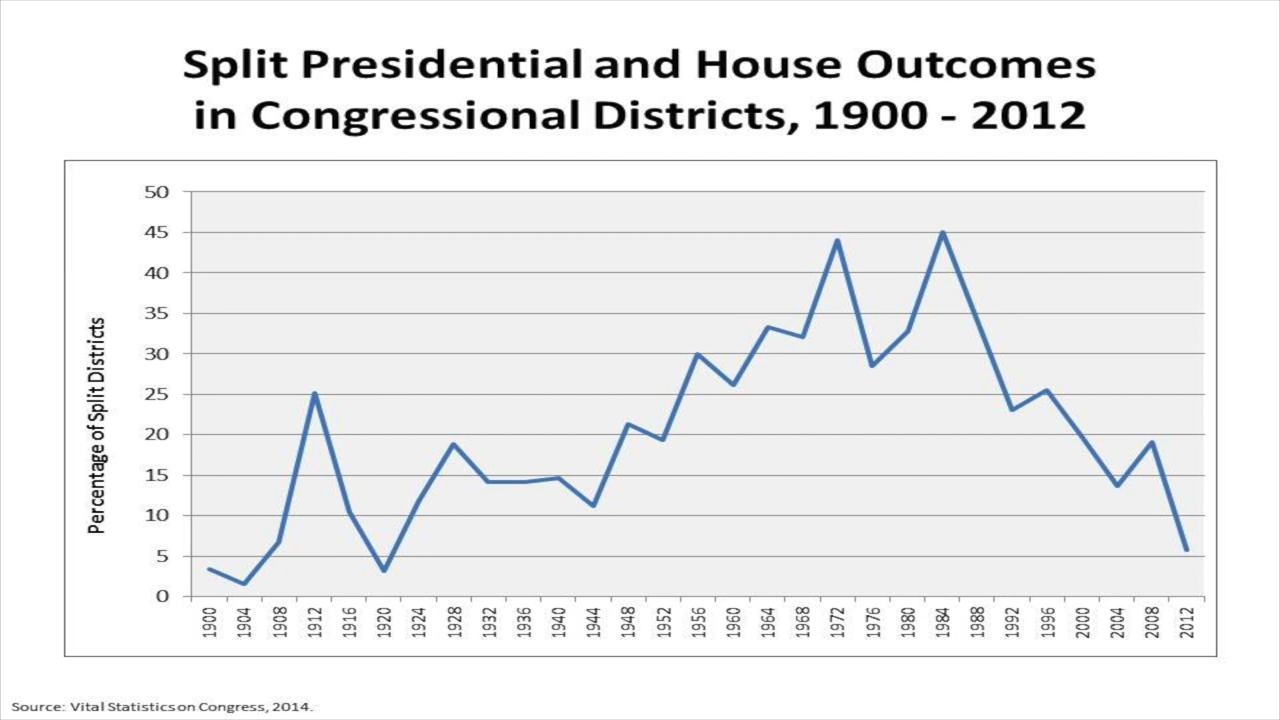 Split Presidential and House Outcomes
in Congressional Districts, 1900 - 2012
50
45
40
35
30
25
20
15
10
5
0
Percentage of Split Districts
1900 1904 1908 1912 1916 1920 1924 1928 1932 1936 1940 1944 1948 1952 1956 1960 1964 1968 1972 1976 1980 1984 1988 1992 1996 2000 2004 2008 2012
Source: Vital Statistics on Congress, 2014.